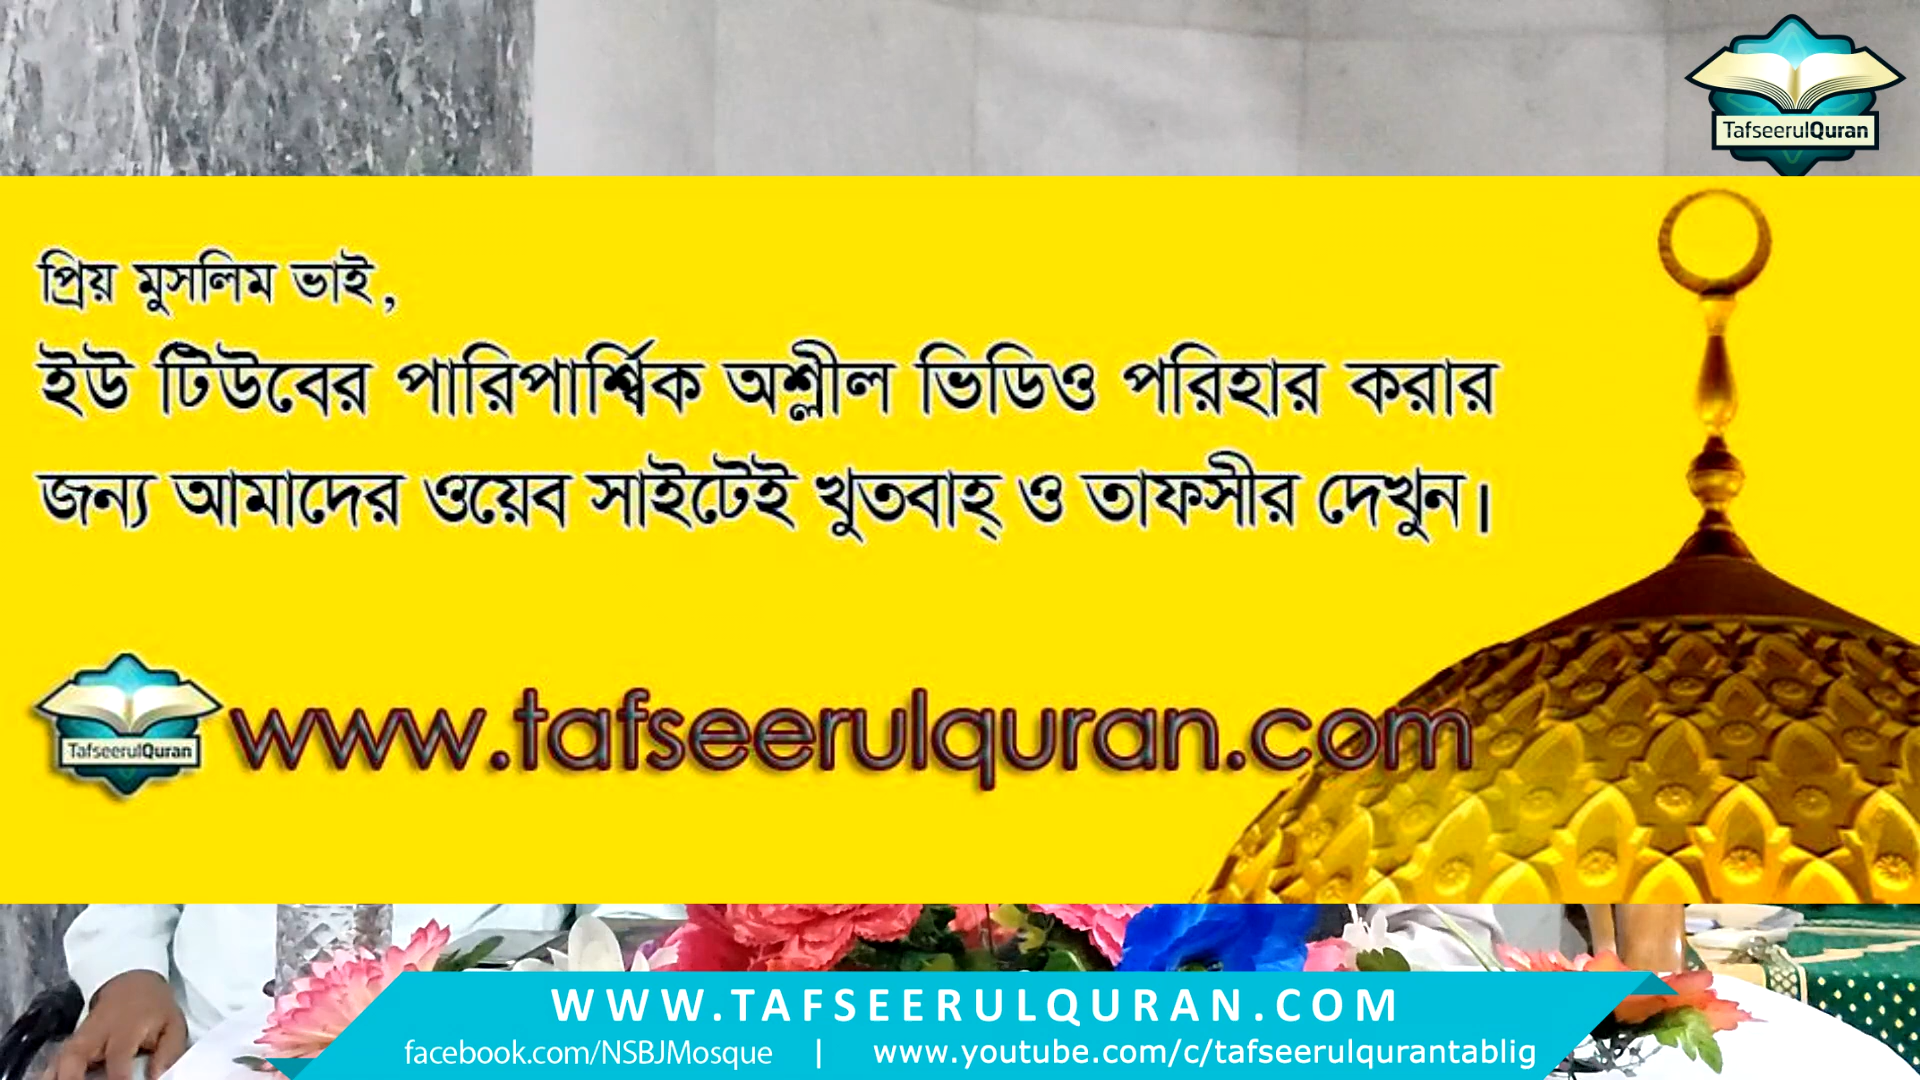 TafseerulQuran
প্রিয় মুসলিম ভাই,
ইউ টিউবের পারিপার্শ্বিক অশ্লীল ভিডিও পরিহার করার
জন্য আমাদের ওয়েব সাইটেই খুতবাহ্ ও তাফসীর দেখুন।
TafseerulQuran
www.tafseerulquran.com
WWW.TAFSEERULQURAN.COM
facebook.com/NSBJMosque | www.youtube.com/c/tafseerulqurantablig